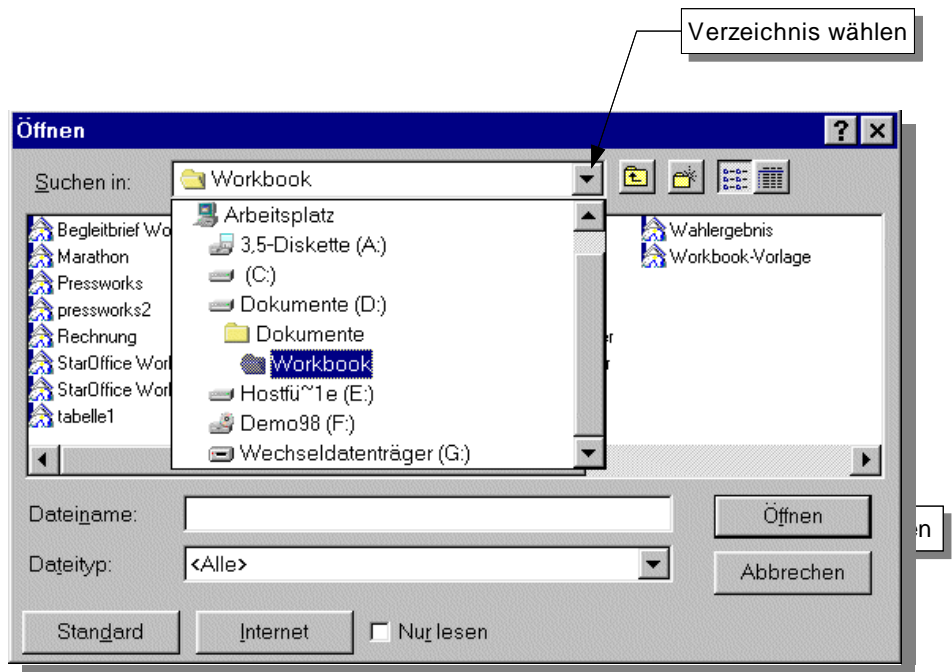 Verzeichnis wählen
Öffnen
Suchen in:
Workbook
Arbeitsplatz
3,5-Diskette (A:)
(C:)
Dokumente (D:)
Dokumente
Workbook
Hostfü~1e (E:)
Demo98 (F:)
Wechseldatenträger (G:)
Begleitbrief Wo
Marathon
Pressworks
pressworks2
Rechnung
StarOffice Worl
StarOffice Worl
tabelle1
Wahlergebnis
Workbook-Vorlage
Dateiname:
Öffnen
Dateityp:
<Alle>
Abbrechen
Standard
Internet
Nur lesen